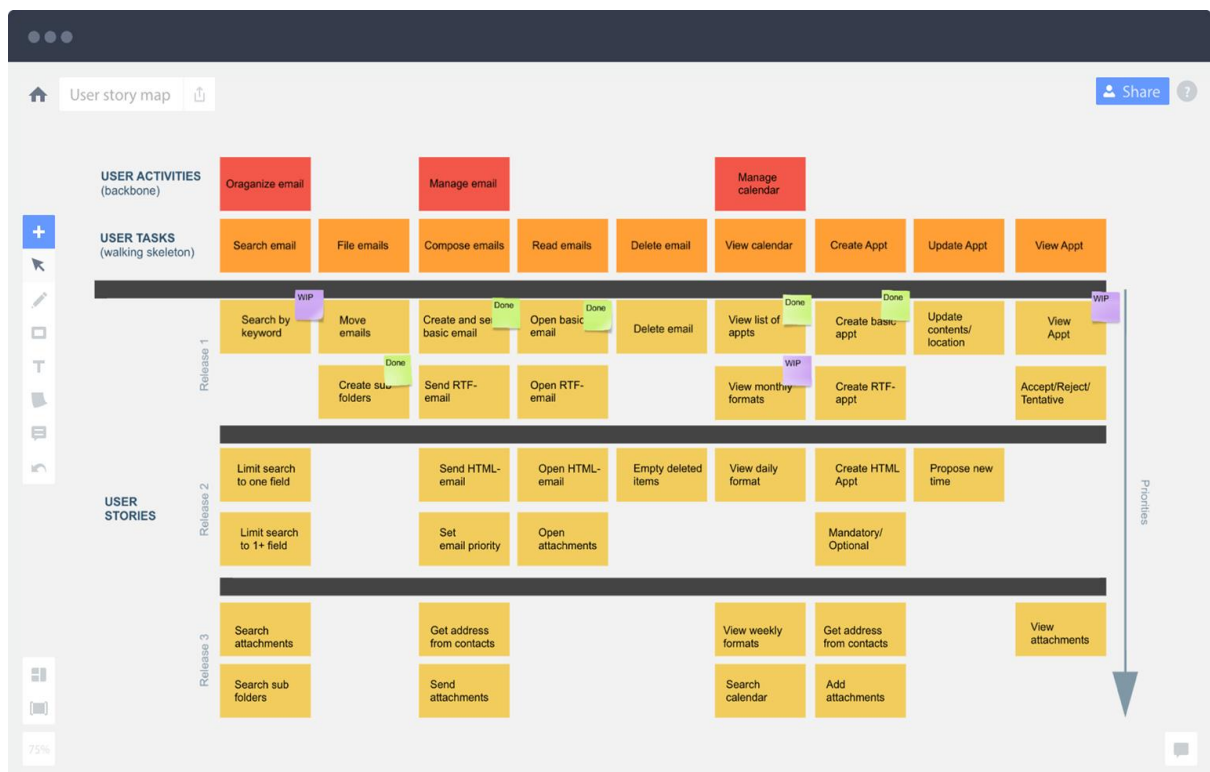 User story map
Share
?
USER ACTIVITIES
(backbone)
Oraganize email
Manage email
Manage
calendar
USER TASKS
(walking skeleton)
Search email
File emails
Compose emails
Read emails
Delete email
View calendar
Create Appt
Update Appt
View Appt
Release 1
WIP
Search by
keyword
Move
emails
Done
Create and se
basic email
Done
Open basic
email
Delete email
Done
View list of
appts
Done
Create basic
appt
Update
contents/
location
WIP
View
Appt
Done
Create sub
folders
Send RTF-
email
Open RTF-
email
WIP
View monthly
formats
Create RTF-
appt
Accept/Reject/
Tentative
USER
STORIES
Release 2
Limit search
to one field
Send HTML-
email
Open HTML-
email
Empty deleted
items
View daily
format
Create HTML
Appt
Propose new
time
Priorities
Limit search
to 1+ field
Set
email priority
Open
attachments
Mandatory/
Optional
Release 3
Search
attachments
Get address
from contacts
View weekly
formats
Get address
from contacts
View
attachments
Search sub
folders
Send
attachments
Search
calendar
Add
attachments
75%